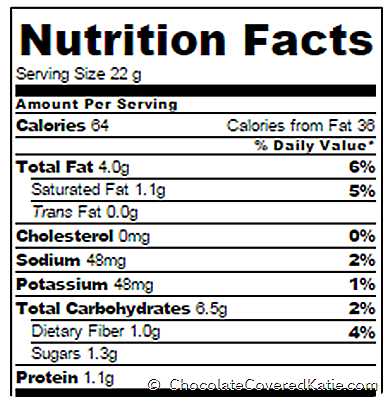 Nutrition Facts
Serving Size 22 g
Amount Per Serving
Calories 64 Calories from Fat 36
% Daily Value*
Total Fat 4.0g 6%
Saturated Fat 1.1g 5%
Trans Fat 0.0g
Cholesterol 0mg 0%
Sodium 48mg 2%
Potassium 48mg 1%
Total Carbohydrates 6.5g 2%
Dietary Fiber 1.0g 4%
Sugars 1.3g
Protein 1.1g
© ChocolateCoveredKatie.com